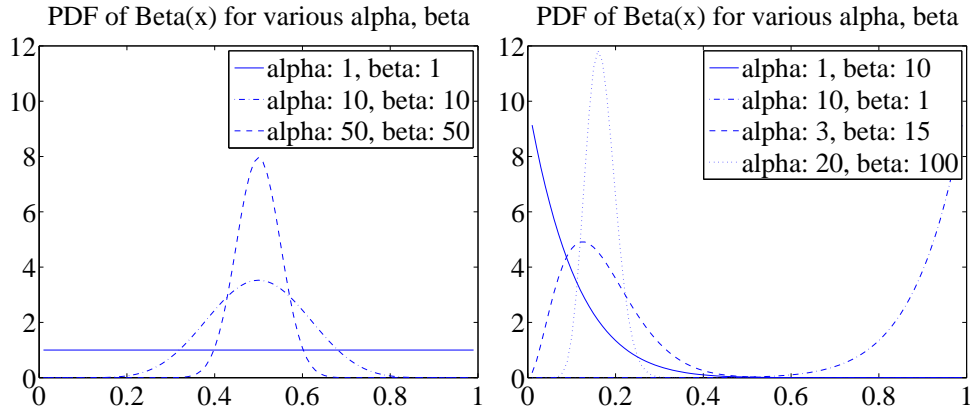 PDF of Beta(x) for various alpha, beta
12
10
8
6
4
2
0
0
0.2
0.4
0.6
0.8
1
alpha: 1, beta: 1
alpha: 10, beta: 10
alpha: 50, beta: 50
PDF of Beta(x) for various alpha, beta
12
10
8
6
4
2
0
0
0.2
0.4
0.6
0.8
1
alpha: 1, beta: 10
alpha: 10, beta: 1
alpha: 3, beta: 15
alpha: 20, beta: 100